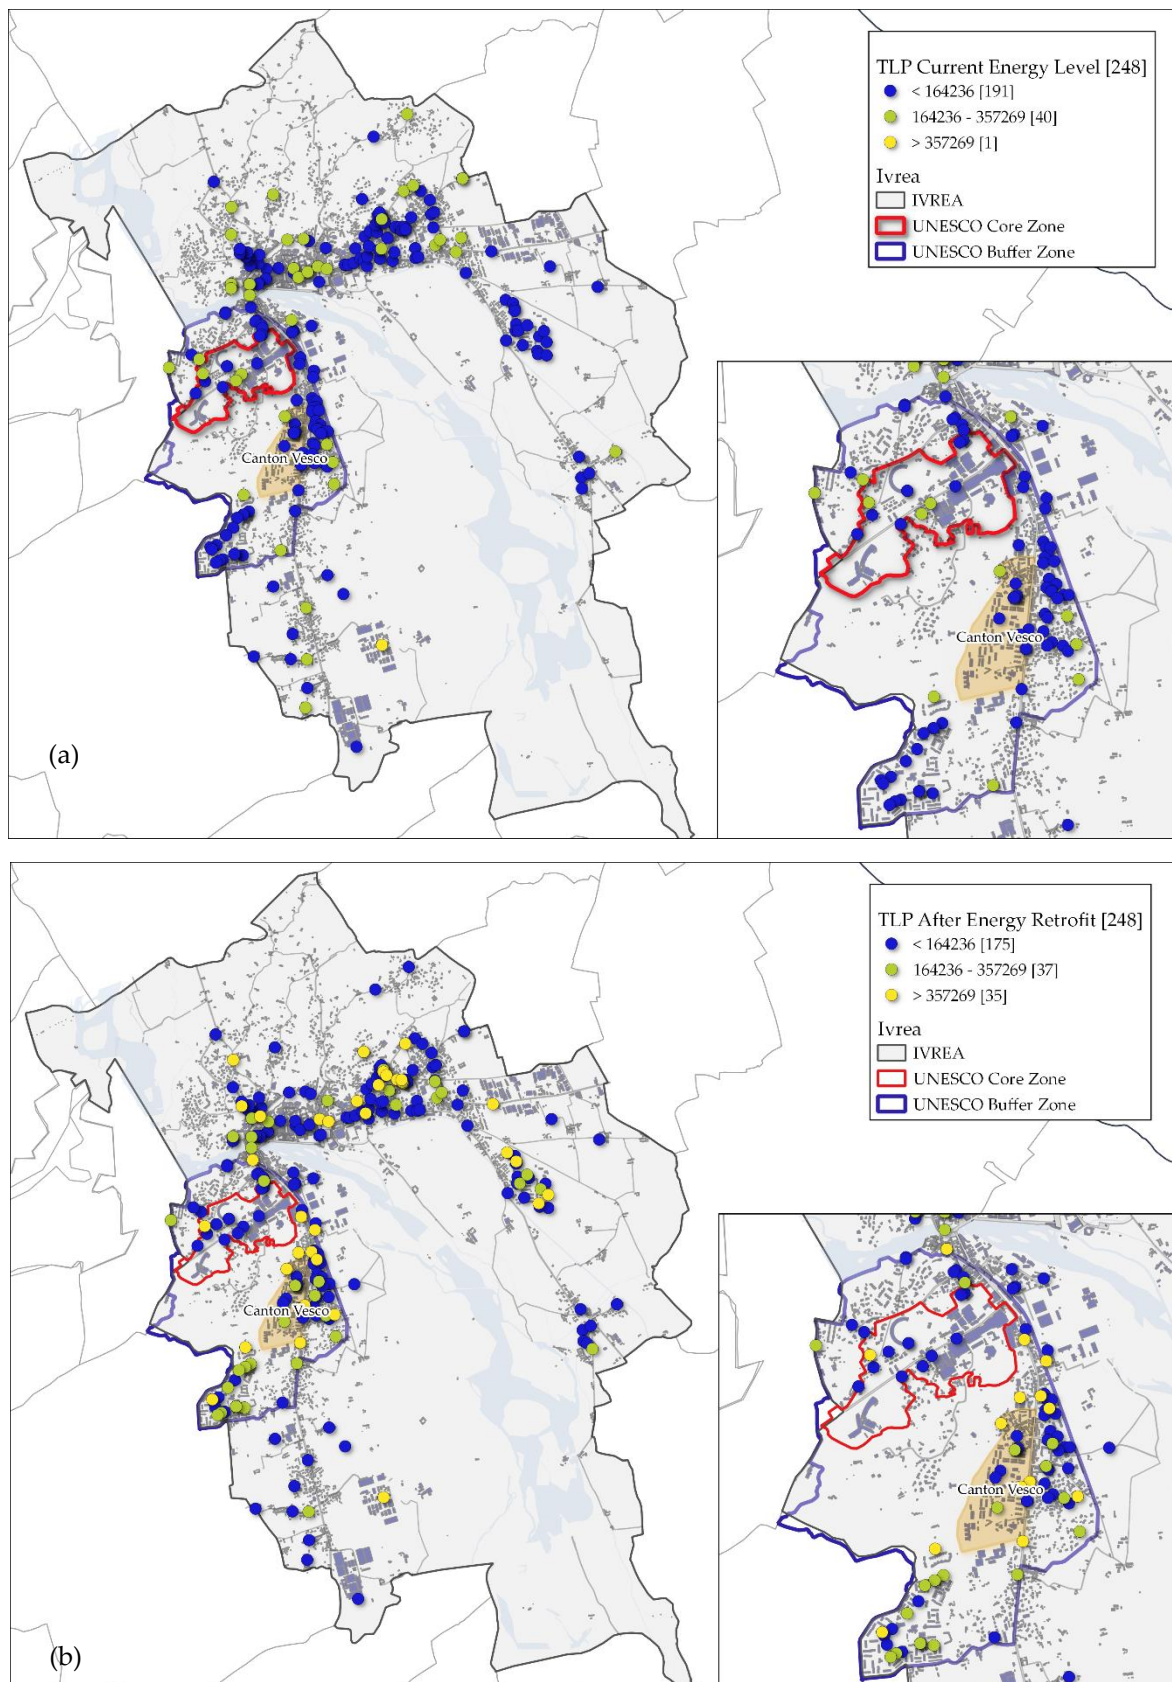 TLP Current Energy Level [248]
< 164236 [191]
164236 - 357269 [40]
> 357269 [1]
Ivrea
IVREA
UNESCO Core Zone
UNESCO Buffer Zone
Canton Vesco
Canton Vesco
(a)
TLP After Energy Retrofit [248]
< 164236 [175]
164236 - 357269 [37]
> 357269 [35]
Ivrea
IVREA
UNESCO Core Zone
UNESCO Buffer Zone
Canton Vesco
Canton Vesco
(b)